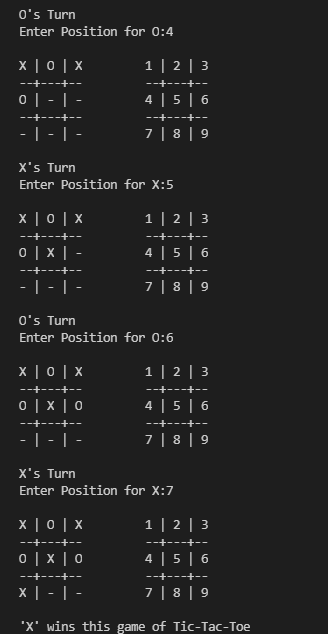 O's Turn
Enter Position for O:4
X | O | X 1 | 2 | 3
--+---+-- --+---+--
O | - | - 4 | 5 | 6
--+---+-- --+---+--
- | - | - 7 | 8 | 9
X's Turn
Enter Position for X:5
X | O | X 1 | 2 | 3
--+---+-- --+---+--
O | X | - 4 | 5 | 6
--+---+-- --+---+--
- | - | - 7 | 8 | 9
O's Turn
Enter Position for O:6
X | O | X 1 | 2 | 3
--+---+-- --+---+--
O | X | O 4 | 5 | 6
--+---+-- --+---+--
- | - | - 7 | 8 | 9
X's Turn
Enter Position for X:7
X | O | X 1 | 2 | 3
--+---+-- --+---+--
O | X | O 4 | 5 | 6
--+---+-- --+---+--
X | - | - 7 | 8 | 9
'X' wins this game of Tic-Tac-Toe